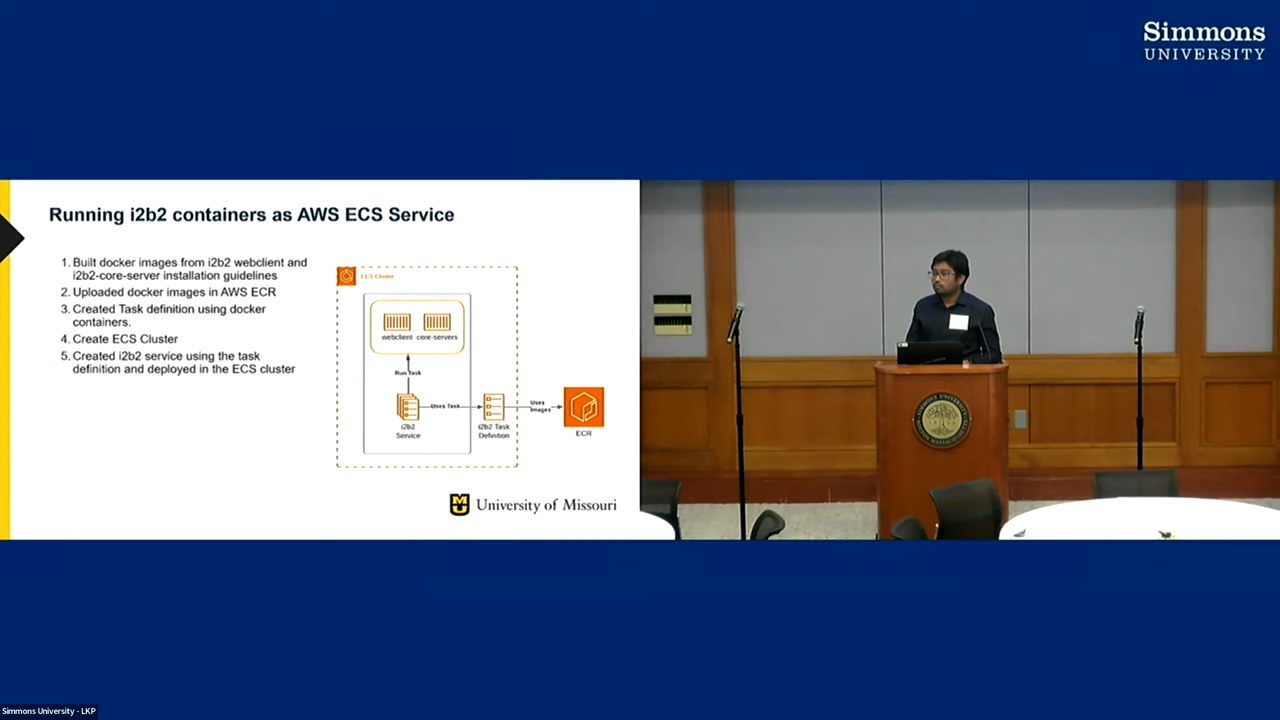 Simmons
UNIVERSITY
Running i2b2 containers as AWS ECS Service
1. Built docker images from i2b2 webclient and
i2b2-core-server installation guidelines
2. Uploaded docker images in AWS ECR
3. Created Task definition using docker
containers.
4. Create ECS Cluster
5. Created i2b2 service using the task
definition and deployed in the ECS cluster
ECS Cluster
webclient core-servers
Run Task
Uses Task
Uses
Images
i2b2
Service
i2b2 Task
Definition
ECR
University of Missouri
Simmons University - LKP